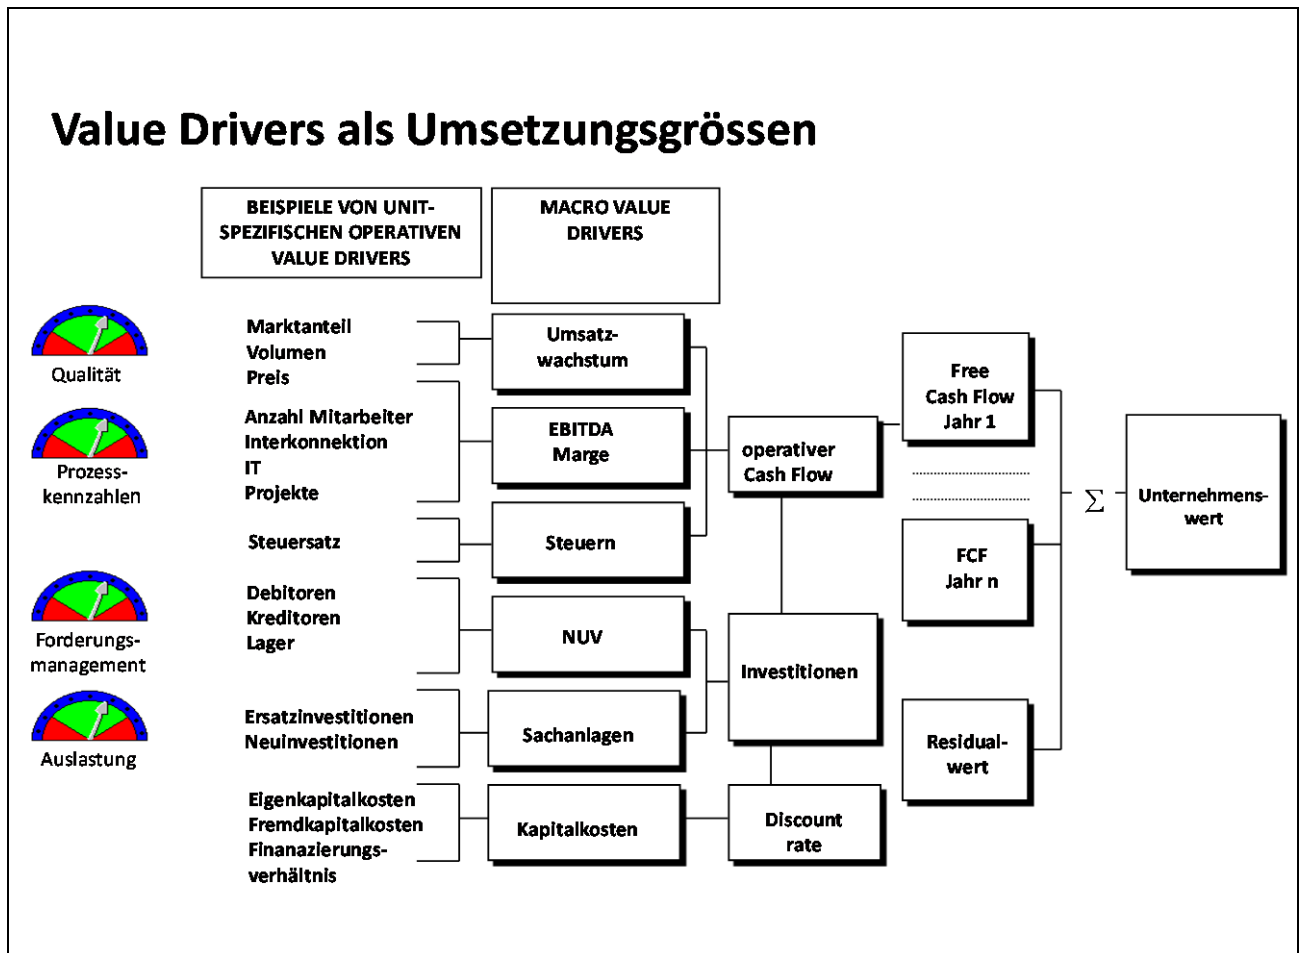 Value Drivers als Umsetzungsgrössen
BEISPIELE VON UNIT-
SPEZIFISCHEN OPERATIVEN
VALUE DRIVERS
MACRO VALUE
DRIVERS
Qualität
Prozess-
kennzahlen
Forderungs-
management
Auslastung
Marktanteil
Volumen
Preis
Anzahl Mitarbeiter
Interkonnektion
IT
Projekte
Steuersatz
Debitoren
Kreditoren
Lager
Ersatzinvestitionen
Neuinvestitionen
Eigenkapitalkosten
Fremdkapitalkosten
Finanazierungs-
verhältnis
Umsatz-
wachstum
EBITDA
Marge
Steuern
NUV
Sachanlagen
Kapitalkosten
operativer
Cash Flow
Investitionen
Discount
rate
Free
Cash Flow
Jahr 1
FCF
Jahr n
Residual-
wert
∑
Unternehmens-
wert